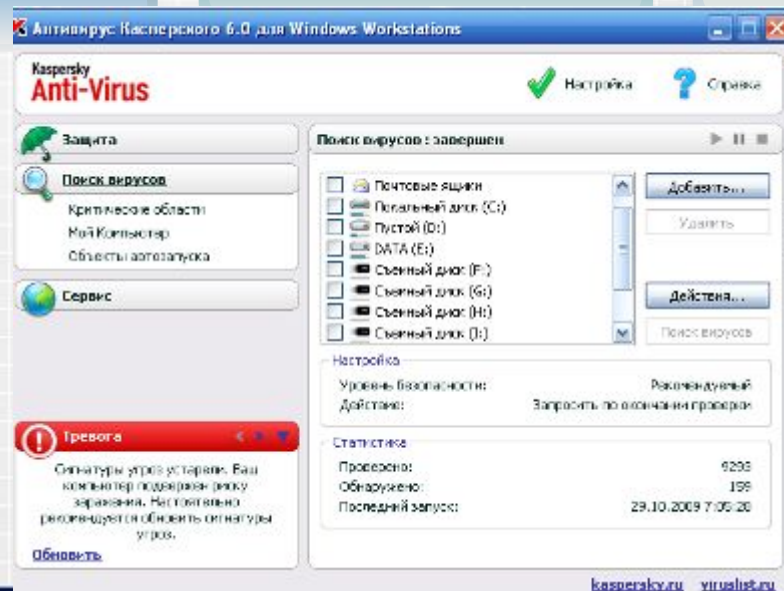 Антивирус Касперского 6.0 для Windows Workstations
Kaspersky
Anti-Virus
Настройка
Справка
Защита
Поиск вирусов
Критические области
Мой Компьютер
Объекты автозапуска
Сервис
Тревога
Сигнатуры угроз устарели. Ваш
компьютер подвержен риску
заражения. Настоятельно
рекомендуется обновить сигнатуры
угроз.
Обновить
Поиск вирусов : завершен
Почтовые ящики
Локальный диск (C:)
Пустой (D:)
DATA (E:)
Съемный диск (F:)
Съемный диск (G:)
Съемный диск (H:)
Съемный диск (I:)
Добавить...
Удалить
Действия...
Поиск вирусов
Настройка
Уровень безопасности: Рекомендуемый
Действие: Запросить по окончании проверки
Статистика
Проверено: 9293
Обнаружено: 159
Последний запуск: 29.10.2009 7:05:28
kaspersky.ru viruslist.ru